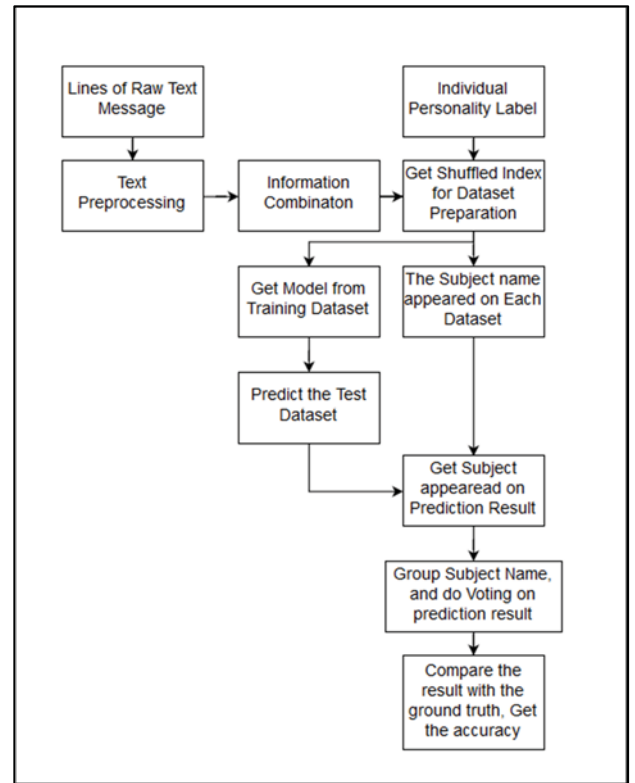 Lines of Raw Text
Message
Individual
Personality Label
Text
Preprocessing
Information
Combinaton
Get Shuffled Index
for Dataset
Preparation
Get Model from
Training Dataset
The Subject name
appeared on Each
Dataset
Predict the Test
Dataset
Get Subject
appearead on
Prediction Result
Group Subject Name,
and do Voting on
prediction result
Compare the
result with the
ground truth, Get
the accuracy